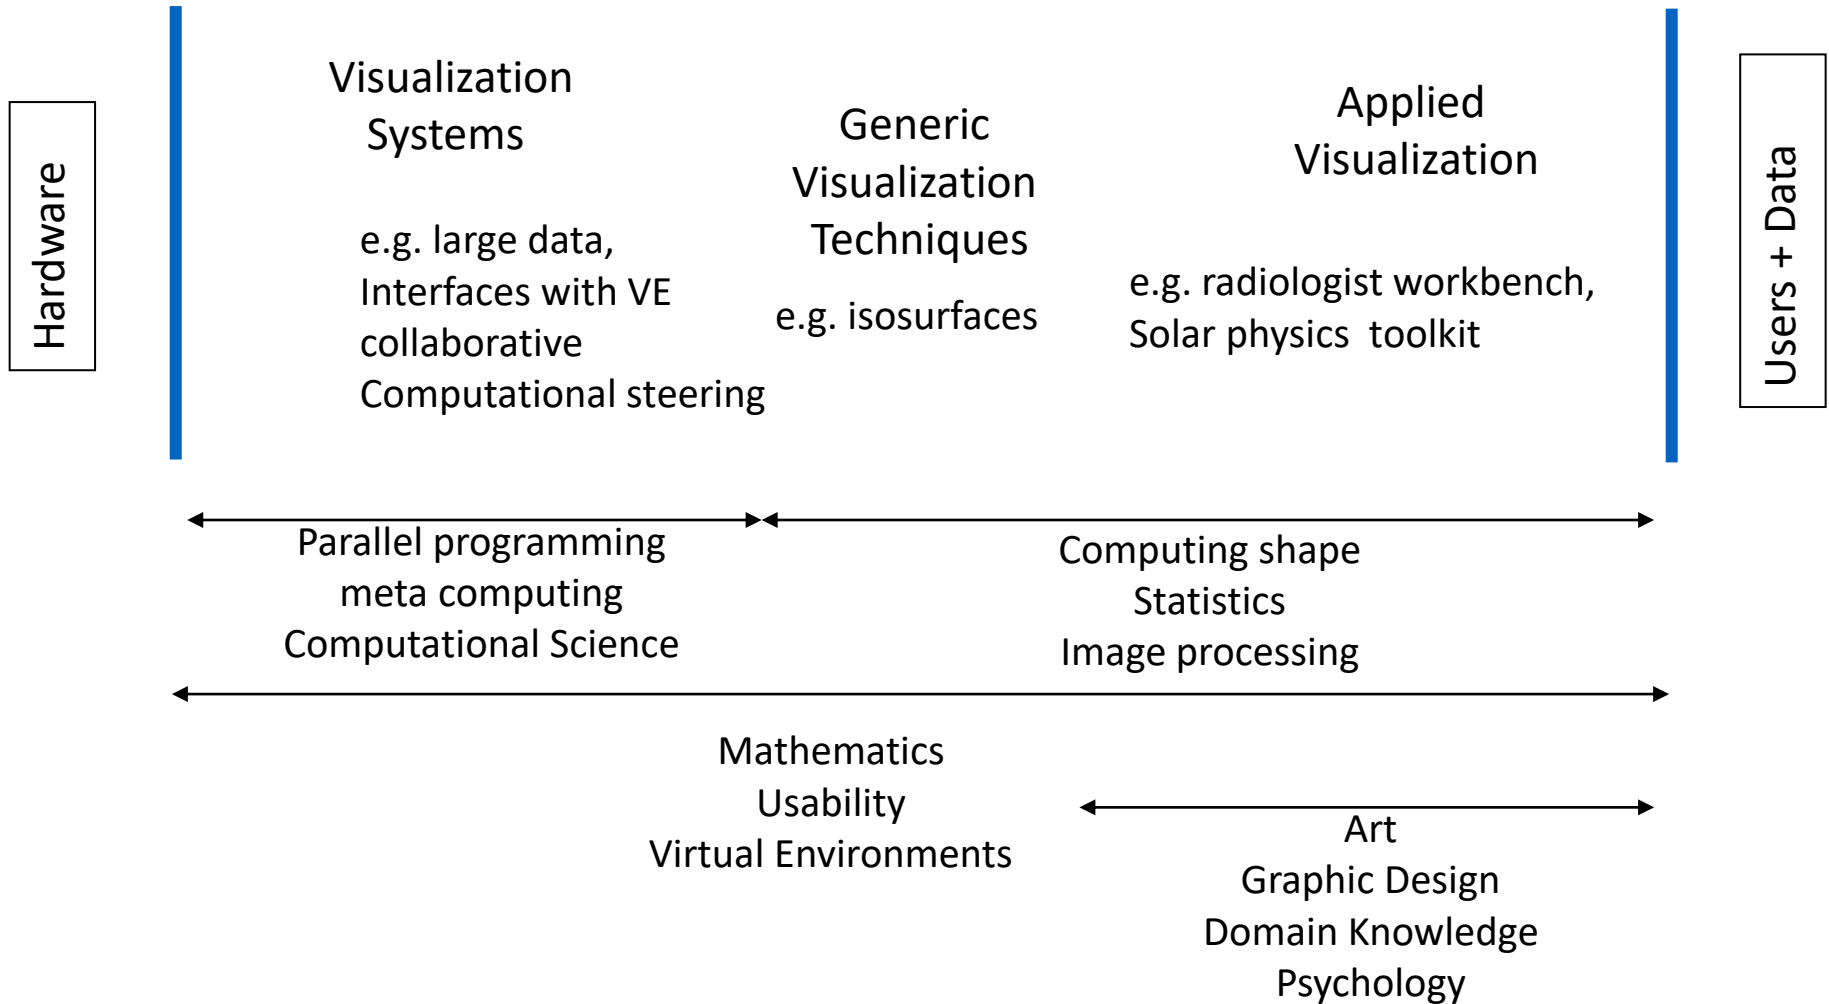 Hardware
Visualization
Systems
e.g. large data,
Interfaces with VE
collaborative
Computational steering
Generic
Visualization
Techniques
e.g. isosurfaces
Applied
Visualization
e.g. radiologist workbench,
Solar physics toolkit
Users + Data
Parallel programming
meta computing
Computational Science
Computing shape
Statistics
Image processing
Mathematics
Usability
Virtual Environments
Art
Graphic Design
Domain Knowledge
Psychology